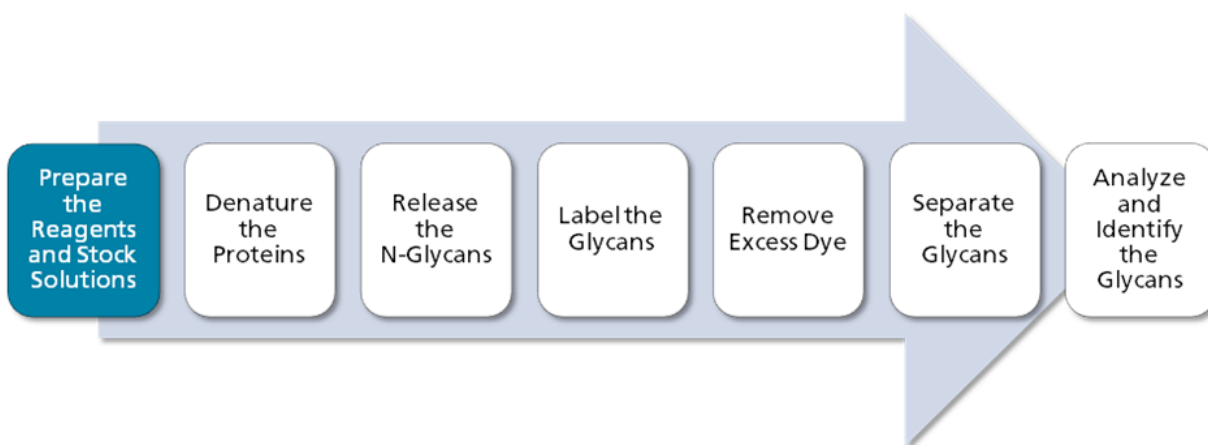 Prepare
the
Reagents
and Stock
Solutions
Denature
the
Proteins
Release
the
N-Glycans
Label the
Glycans
Remove
Excess Dye
Separate
the
Glycans
Analyze
and
Identify
the
Glycans